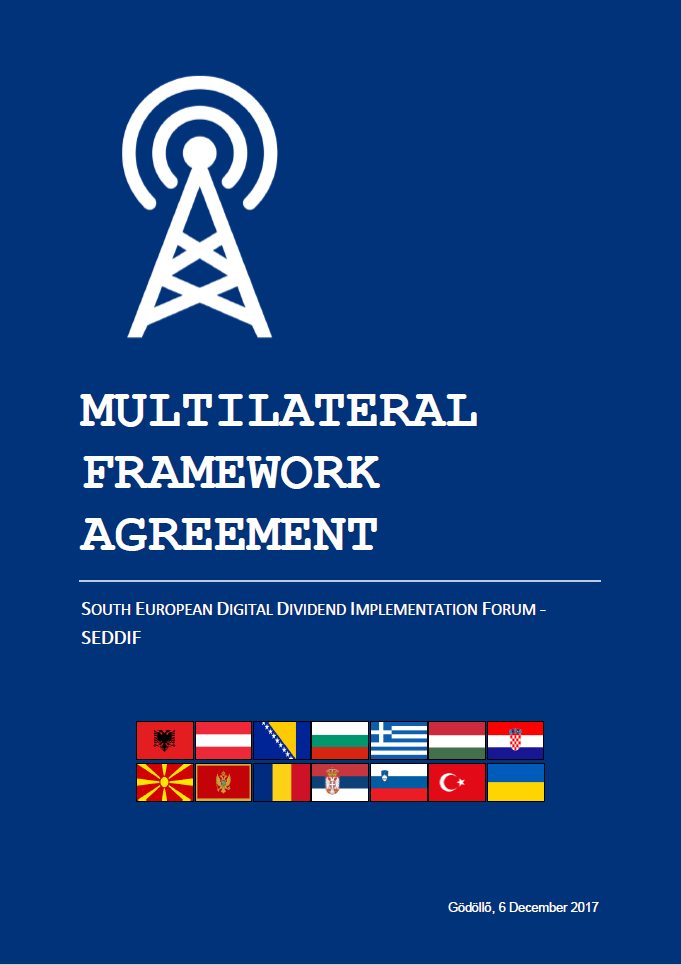 MULTILATERAL
FRAMEWORK
AGREEMENT
SOUTH EUROPEAN DIGITAL DIVIDEND IMPLEMENTATION FORUM -
SEDDIF
Gödöllő, 6 December 2017